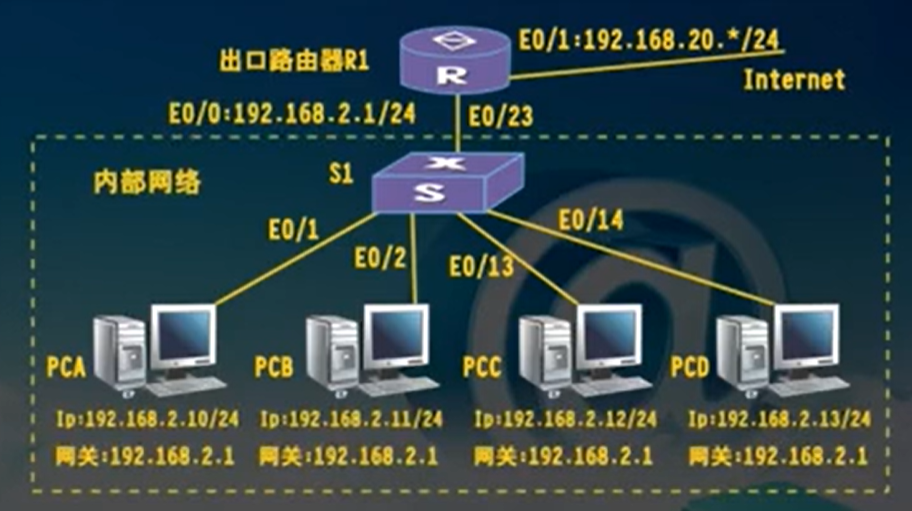 出口路由器R1
E0/1:192.168.20.*/24
R
Internet
E0/0:192.168.2.1/24
E0/23
内部网络
S1
X
S
E0/1
E0/2
E0/13
E0/14
PCA
PCB
PCC
PCD
Ip:192.168.2.10/24
Ip:192.168.2.11/24
Ip:192.168.2.12/24
Ip:192.168.2.13/24
网关:192.168.2.1
网关:192.168.2.1
网关:192.168.2.1
网关:192.168.2.1